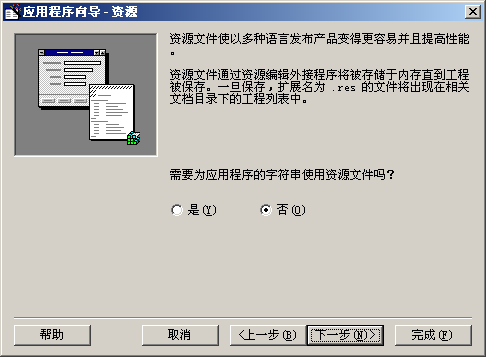 应用程序向导 - 资源
资源文件使以多种语言发布产品变得更容易并且提高性能
。
资源文件通过资源编辑外接程序将被存储于内存直到工程
被保存。一旦保存，扩展名为 .res 的文件将出现在相关
文档目录下的工程列表中。
需要为应用程序的字符串使用资源文件吗？
是(Y)
否(O)
帮助
取消
<上一步(B)
下一步(N)>
完成(F)